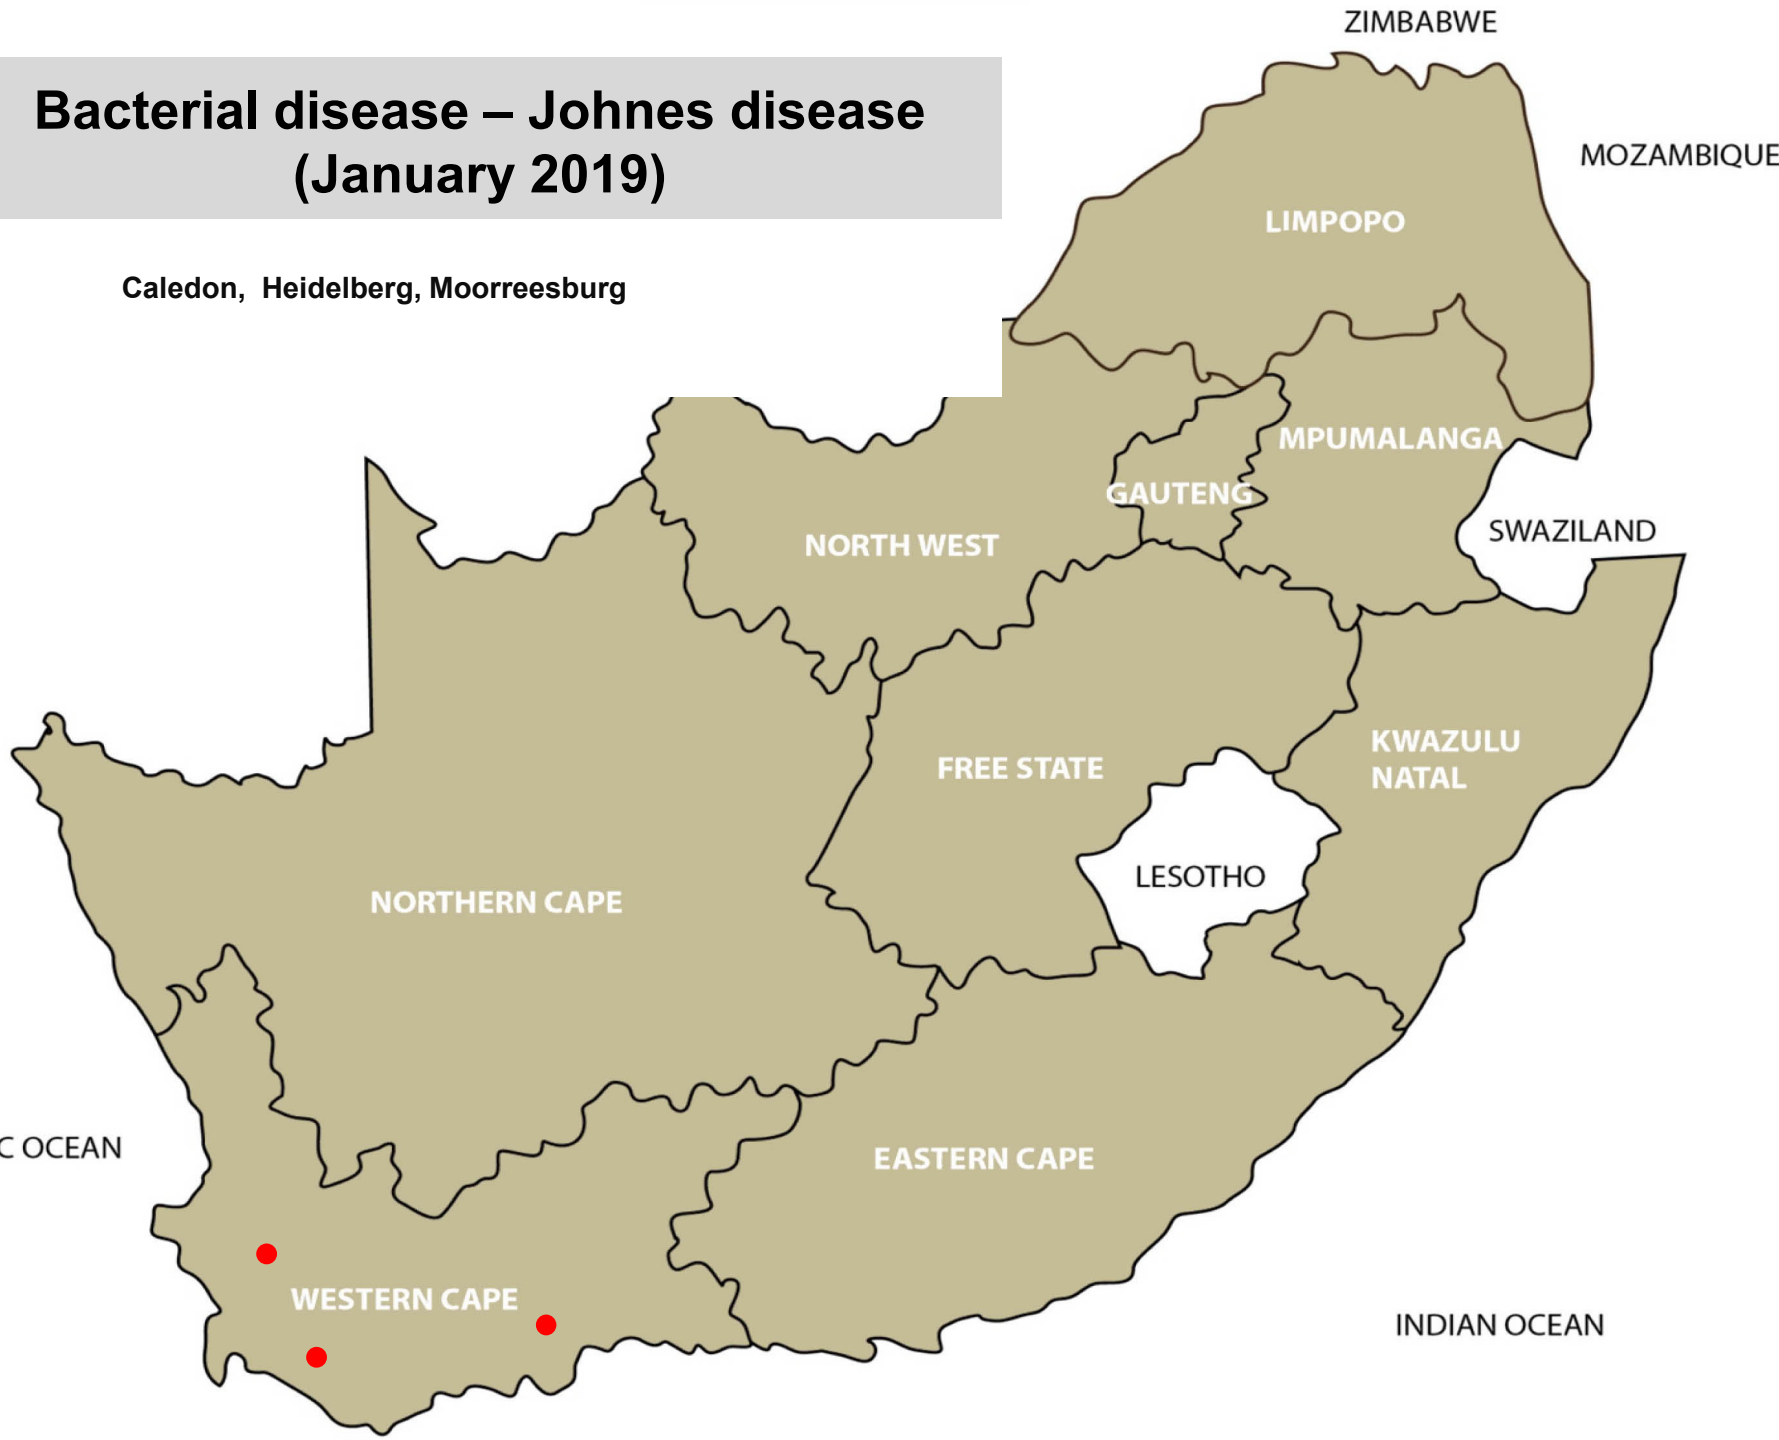 ZIMBABWE
Bacterial disease – Johnes disease
(January 2019)
MOZAMBIQUE
LIMPOPO
Caledon,  Heidelberg, Moorreesburg
MPUMALANGA
GAUTENG
SWAZILAND
NORTH WEST
KWAZULU
NATAL
FREE STATE
LESOTHO
NORTHERN CAPE
C OCEAN
EASTERN CAPE
WESTERN CAPE
INDIAN OCEAN